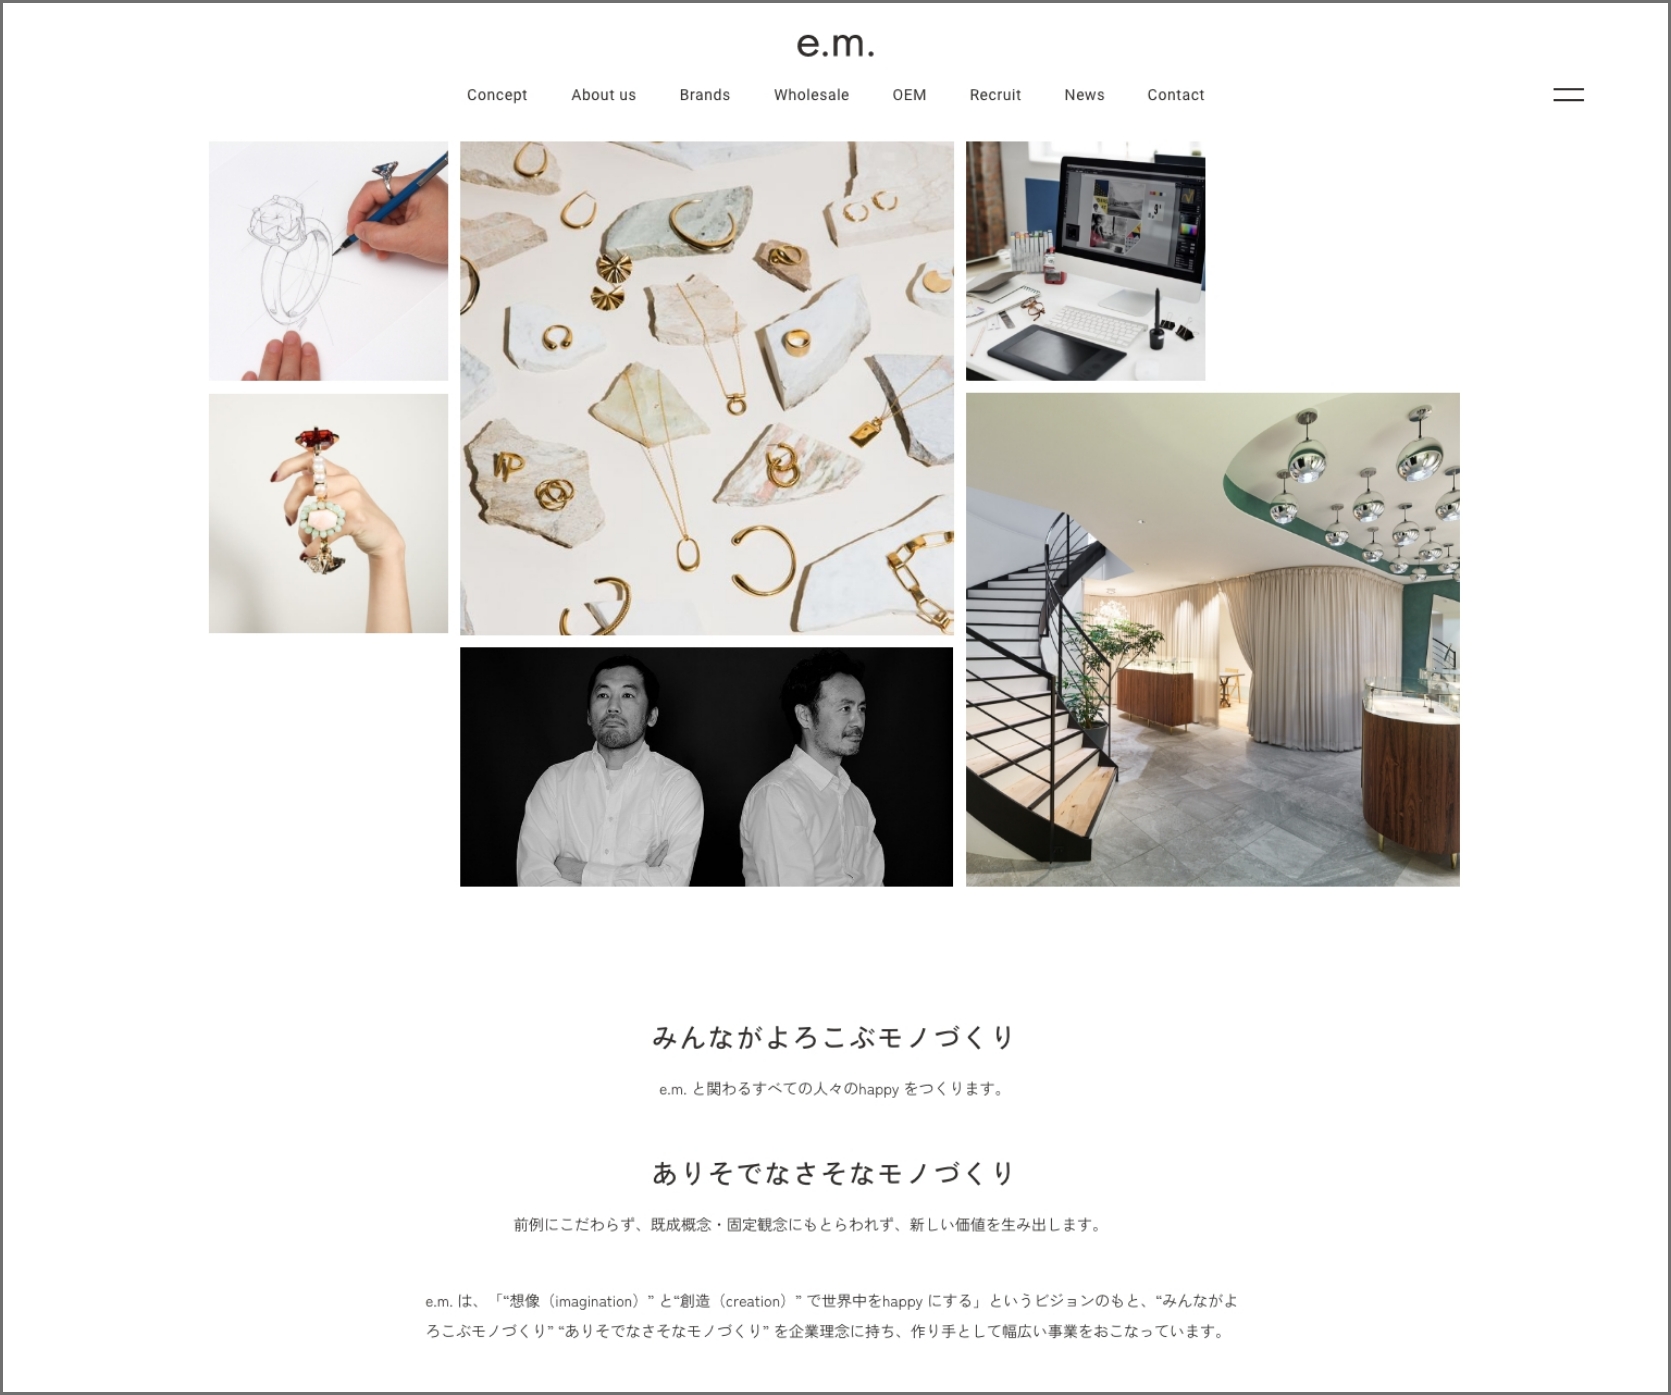 e.m.
Concept About us Brands Wholesale OEM Recruit News Contact
みんながよろこぶモノづくり
e.m. と関わるすべての人々のhappy をつくります。
ありそでなさそなモノづくり
前例にこだわらず、既成概念・固定観念にもとらわれず、新しい価値を生み出します。
e.m. は、「“想像（imagination）” と“創造（creation）” で世界中をhappy にする」というビジョンのもと、“みんながよ
ろこぶモノづくり” “ありそでなさそなモノづくり” を企業理念に持ち、作り手として幅広い事業をおこなっています。